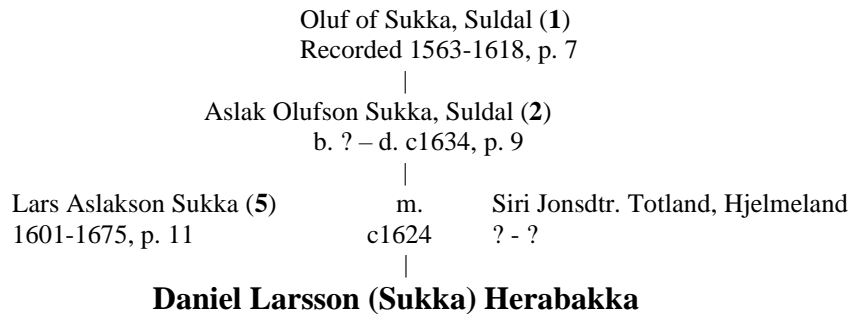 Oluf of Sukka, Suldal (1)
Recorded 1563-1618, p. 7
|
Aslak Olufson Sukka, Suldal (2)
b. ? – d. c1634, p. 9
|
Lars Aslakson Sukka (5) m. Siri Jonsdtr. Totland, Hjelmeland
1601-1675, p. 11 c1624 ? - ?
|
Daniel Larsson (Sukka) Herabakka